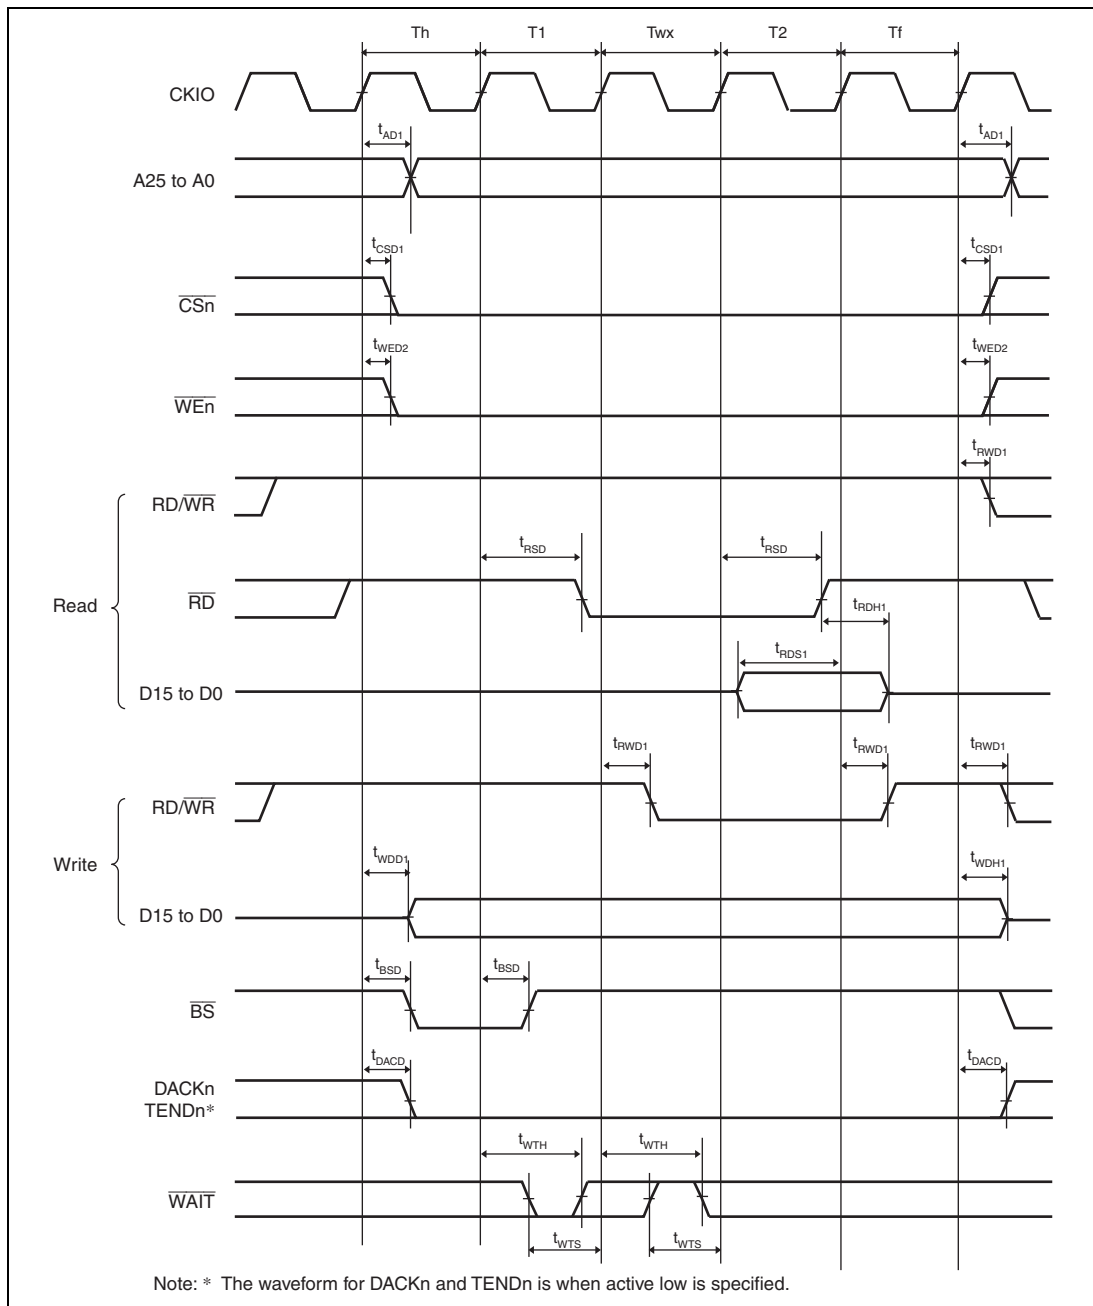 Th T1 Twx T2 Tf
CKIO
tAD1 tAD1
A25 to A0
tCSD1 tCSD1
CSn
tWED2 tWED2
WEn
tRWD1
RD/WR
tRSD tRSD
Read
RD
tRDH1
tRDS1
D15 to D0
tRWD1 tRWD1 tRWD1
RD/WR
Write
tWDD1 tWDH1
D15 to D0
tBSD tBSD
BS
tDACD tDACD
DACKn
TENDn*
tWTH tWTH
WAIT
tWTS tWTS
Note: * The waveform for DACKn and TENDn is when active low is specified.